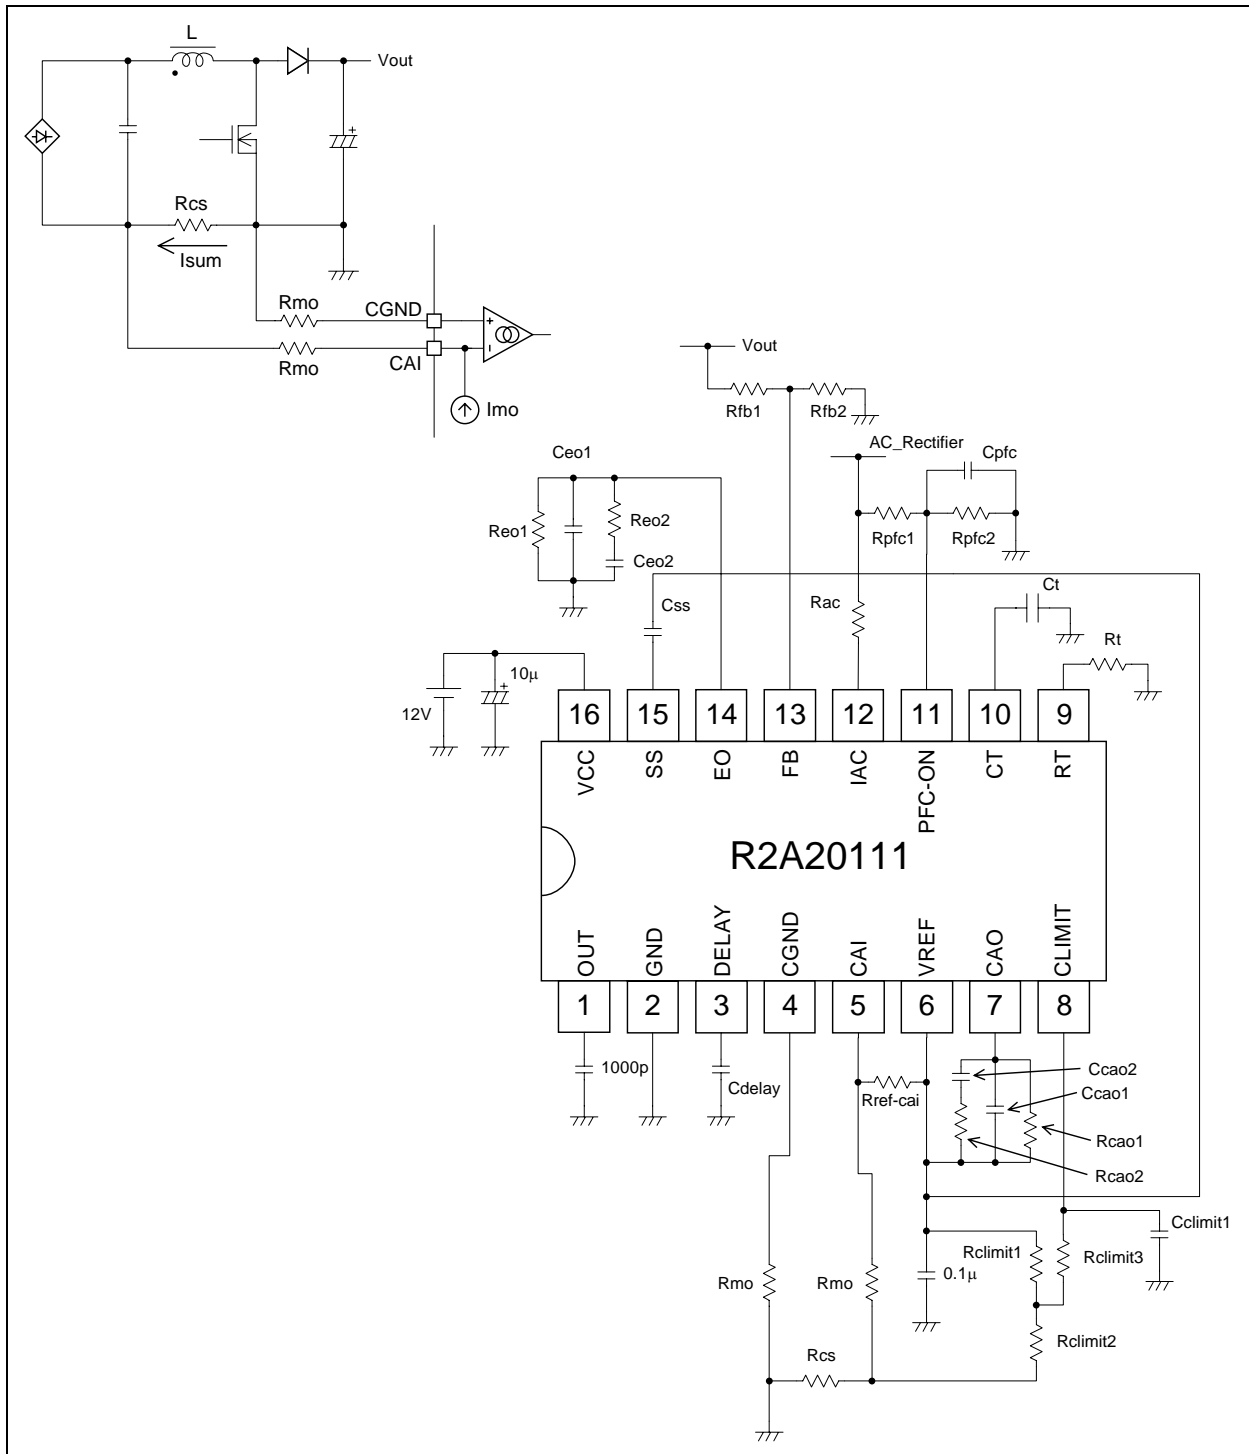 L
Vout
Rcs
Isum
Rmo
CGND
Rmo
CAI
Imo
Vout
Rfb1
Rfb2
AC_Rectifier
Cpfc
Ceo1
Reo1
Reo2
Ceo2
Rpfc1
Rpfc2
Css
Rac
Ct
Rt
10μ
12V
16
15
14
13
12
11
10
9
VCC
SS
EO
FB
IAC
PFC-ON
CT
RT
R2A20111
OUT
GND
DELAY
CGND
CAI
VREF
CAO
CLIMIT
1
2
3
4
5
6
7
8
1000p
Cdelay
Rref-cai
Ccao2
Ccao1
Rcao1
Rcao2
Cclimit1
Rclimit1
Rclimit3
0.1μ
Rmo
Rmo
Rclimit2
Rcs